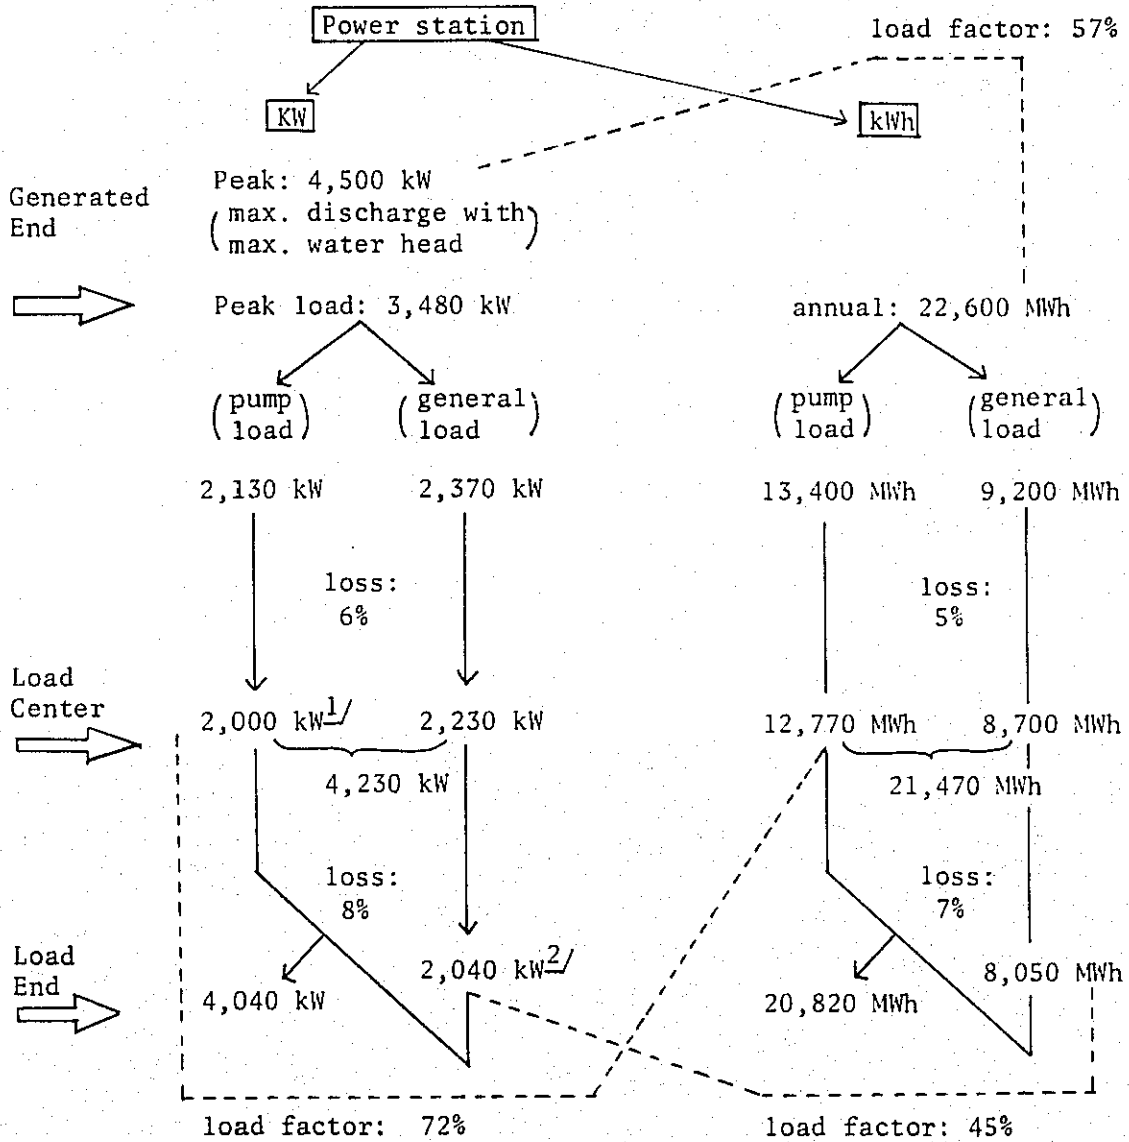 Power station
load factor: 57%
KW
kWh
Peak: 4,500 kW
(max. discharge with
max. water head)
Generated
End
Peak load: 3,480 kW
annual: 22,600 MWh
(pump
load)
(general
load)
(pump
load)
(general
load)
2,130 kW
2,370 kW
13,400 MWh
9,200 MWh
loss:
6%
loss:
5%
Load
Center
2,000 kW 1/
2,230 kW
12,770 MWh
8,700 MWh
4,230 kW
21,470 MWh
loss:
8%
loss:
7%
Load
End
2,040 kW 2/
8,050 MWh
4,040 kW
20,820 MWh
load factor: 72%
load factor: 45%